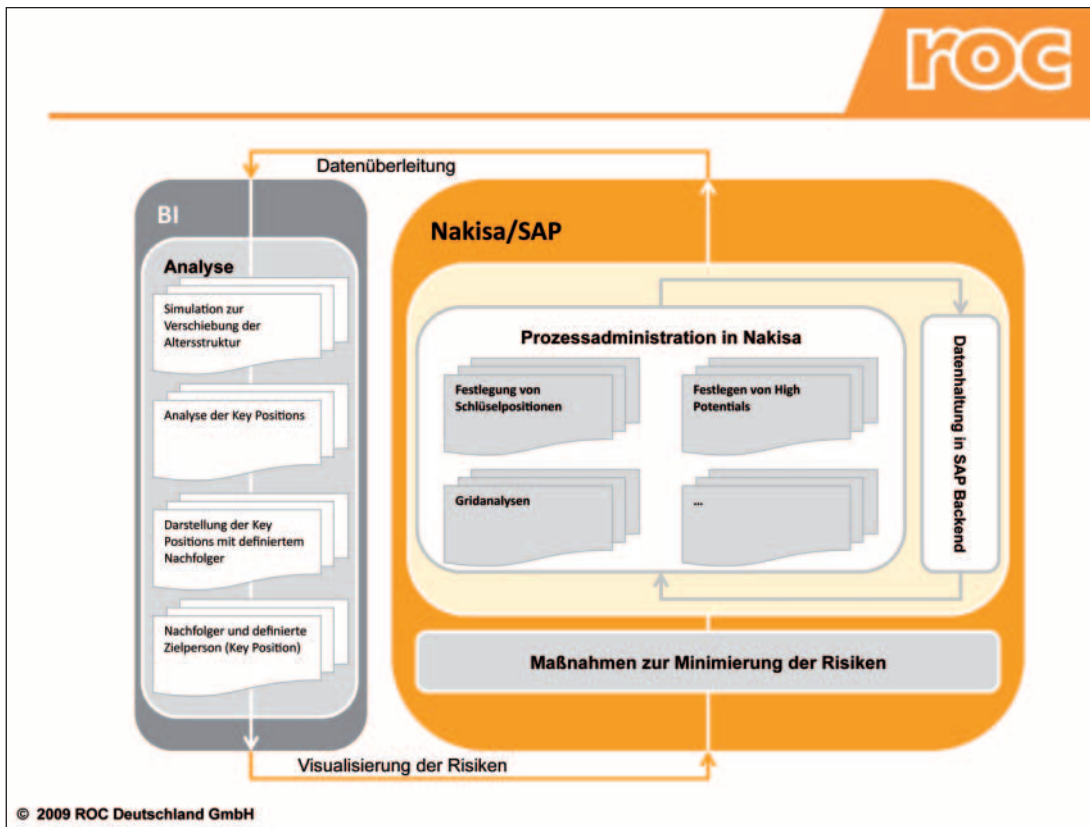 roc
Datenüberleitung
BI
Analyse
Simulation zur
Verschiebung der
Altersstruktur
Analyse der Key Positions
Darstellung der Key
Positions mit definiertem
Nachfolger
Nachfolger und definierte
Zielperson (Key Position)
Nakisa/SAP
Prozessadministration in Nakisa
Festlegung von
Schlüselpositionen
Festlegen von High
Potentials
Gridanalysen
...
Datenhaltung in SAP Backend
Maßnahmen zur Minimierung der Risiken
Visualisierung der Risiken
© 2009 ROC Deutschland GmbH